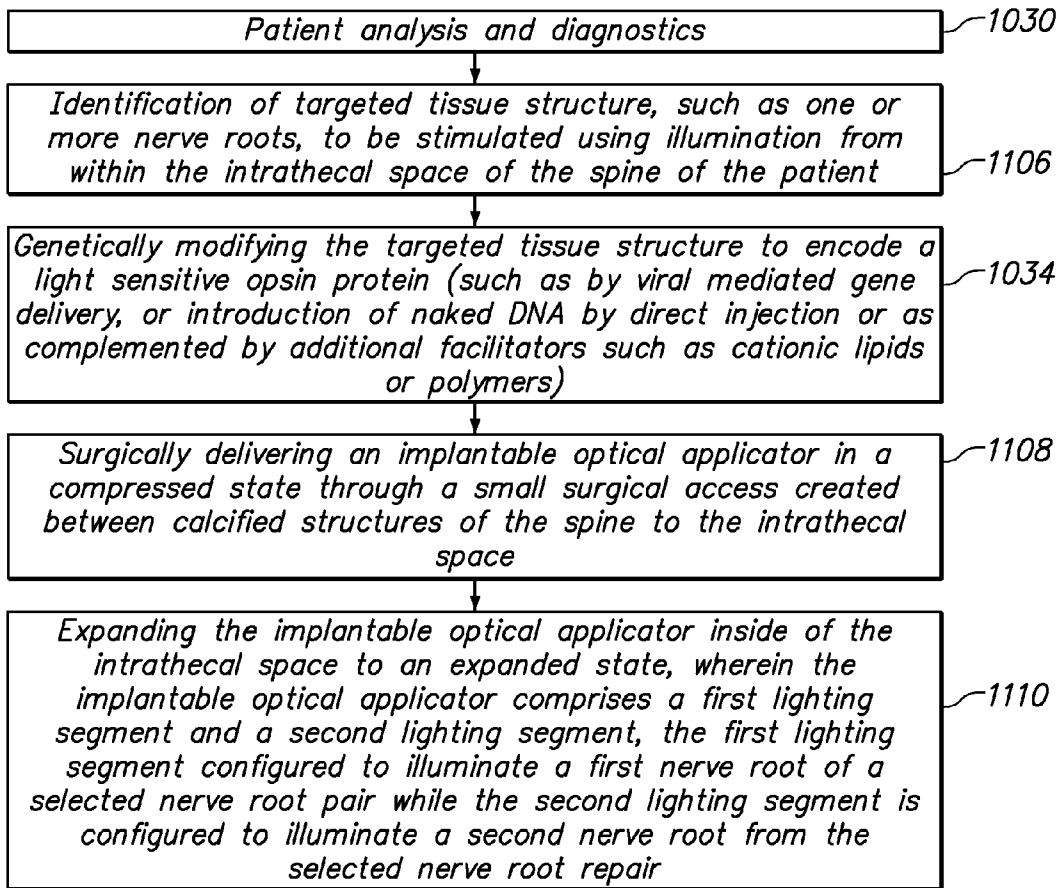 Patient analysis and diagnostics
1030
Identification of targeted tissue structure, such as one or
more nerve roots, to be stimulated using illumination from
within the intrathecal space of the spine of the patient
1106
Genetically modifying the targeted tissue structure to encode a
light sensitive opsin protein (such as by viral mediated gene
delivery, or introduction of naked DNA by direct injection or as
complemented by additional facilitators such as cationic lipids
or polymers)
1034
Surgically delivering an implantable optical applicator in a
compressed state through a small surgical access created
between calcified structures of the spine to the intrathecal
space
1108
Expanding the implantable optical applicator inside of the
intrathecal space to an expanded state, wherein the
implantable optical applicator comprises a first lighting
segment and a second lighting segment, the first lighting
segment configured to illuminate a first nerve root of a
selected nerve root pair while the second lighting segment is
configured to illuminate a second nerve root from the
selected nerve root repair
1110